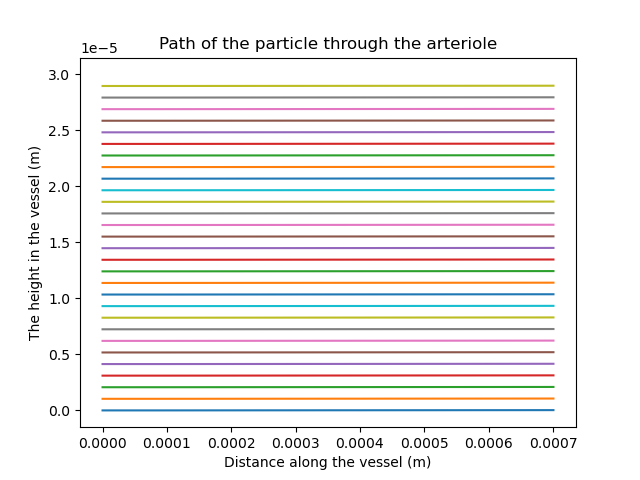 Path of the particle through the arteriole
1e−5
3.0
2.5
2.0
1.5
1.0
0.5
0.0
The height in the vessel (m)
0.0000 0.0001 0.0002 0.0003 0.0004 0.0005 0.0006 0.0007
Distance along the vessel (m)